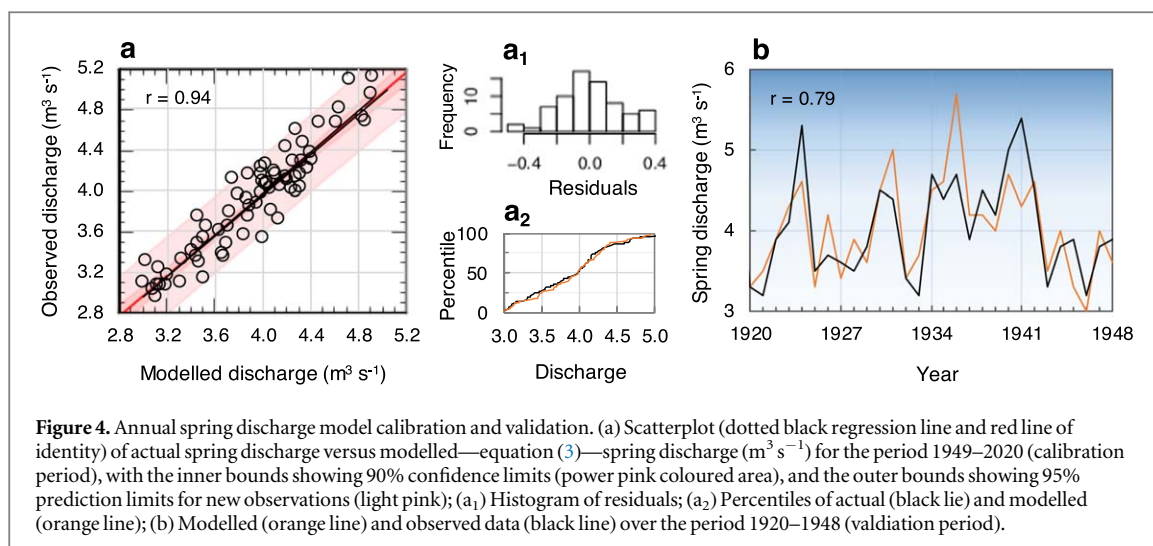 a
5.2
4.8
4.4
4.0
3.6
3.2
2.8
Observed discharge (m³ s⁻¹)
r = 0.94
2.8 3.2 3.6 4.0 4.4 4.8 5.2
Modelled discharge (m³ s⁻¹)
a₁
Frequency
0 10
−0.4 0.0 0.4
Residuals
a₂
Percentile
100
50
0
3.0 3.5 4.0 4.5 5.0
Discharge
b
6
5
4
3
Spring discharge (m³ s⁻¹)
r = 0.79
1920 1927 1934 1941 1948
Year
Figure 4. Annual spring discharge model calibration and validation. (a) Scatterplot (dotted black regression line and red line of
identity) of actual spring discharge versus modelled—equation (3)—spring discharge (m³ s⁻¹) for the period 1949–2020 (calibration
period), with the inner bounds showing 90% confidence limits (power pink coloured area), and the outer bounds showing 95%
prediction limits for new observations (light pink); (a₁) Histogram of residuals; (a₂) Percentiles of actual (black lie) and modelled
(orange line); (b) Modelled (orange line) and observed data (black line) over the period 1920–1948 (valdiation period).